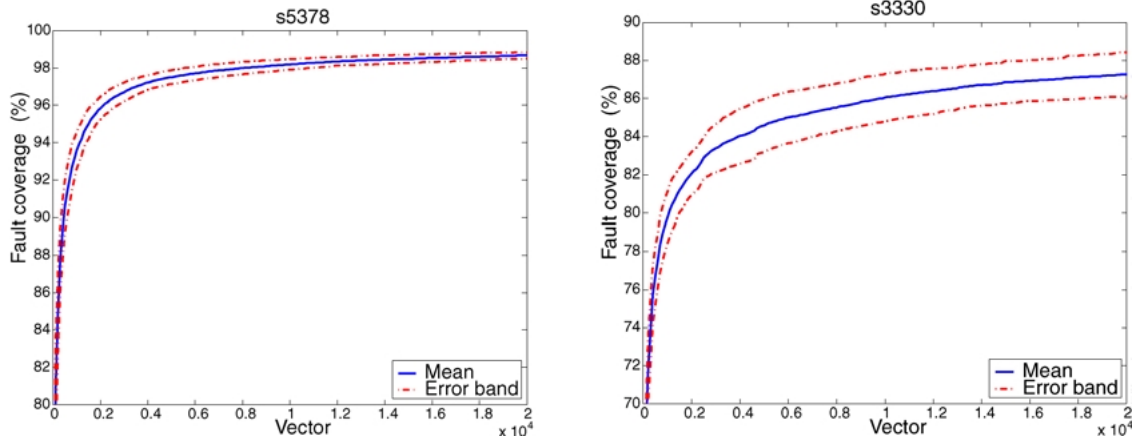 s5378
100
98
96
94
92
90
88
86
84
82
80
Fault coverage (%)
0 0.2 0.4 0.6 0.8 1 1.2 1.4 1.6 1.8 2
Vector
x 10^4
Mean
Error band
s3330
90
88
86
84
82
80
78
76
74
72
70
Fault coverage (%)
0 0.2 0.4 0.6 0.8 1 1.2 1.4 1.6 1.8 2
Vector
x 10^4
Mean
Error band